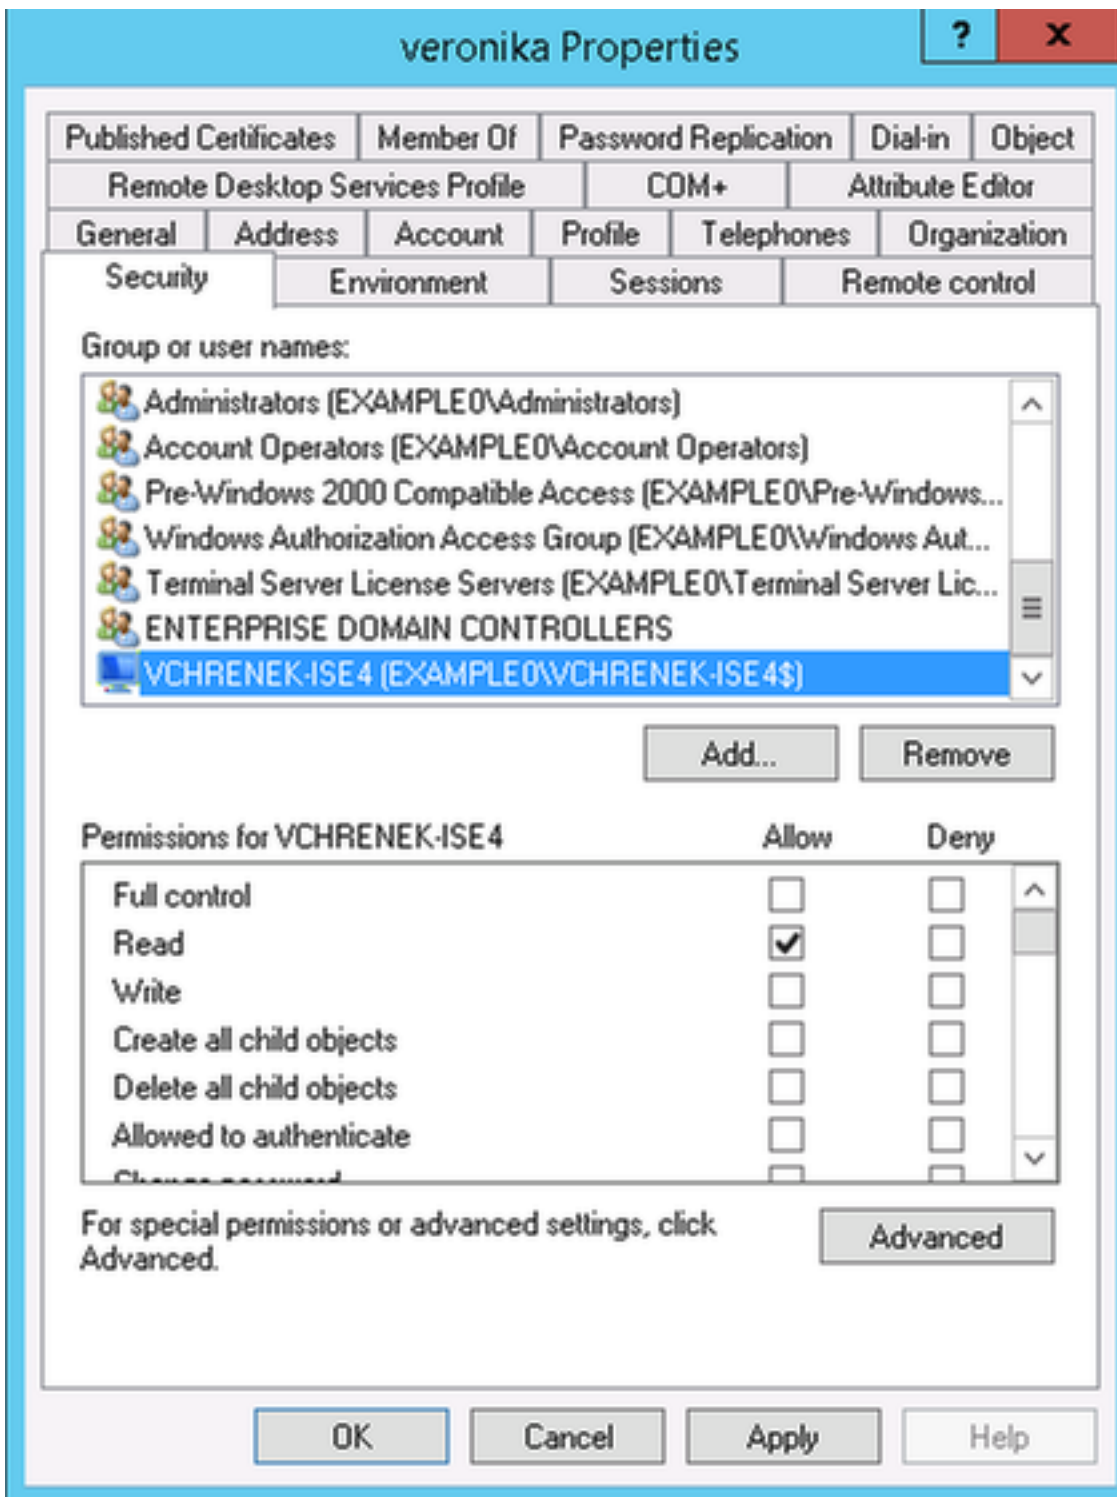 veronika Properties
?
x
Published Certificates
Member Of
Password Replication
Dial-in
Object
Remote Desktop Services Profile
COM+
Attribute Editor
General
Address
Account
Profile
Telephones
Organization
Security
Environment
Sessions
Remote control
Group or user names:
Administrators (EXAMPLE0\Administrators)
Account Operators (EXAMPLE0\Account Operators)
Pre-Windows 2000 Compatible Access (EXAMPLE0\Pre-Windows...
Windows Authorization Access Group (EXAMPLE0\Windows Aut...
Terminal Server License Servers (EXAMPLE0\Terminal Server Lic...
ENTERPRISE DOMAIN CONTROLLERS
VCHRENEK-ISE4 (EXAMPLE0\VCHRENEK-ISE4$)
Add...
Remove
Permissions for VCHRENEK-ISE4
Allow
Deny
Full control
Read
Write
Create all child objects
Delete all child objects
Allowed to authenticate
Change password
For special permissions or advanced settings, click
Advanced.
Advanced
OK
Cancel
Apply
Help